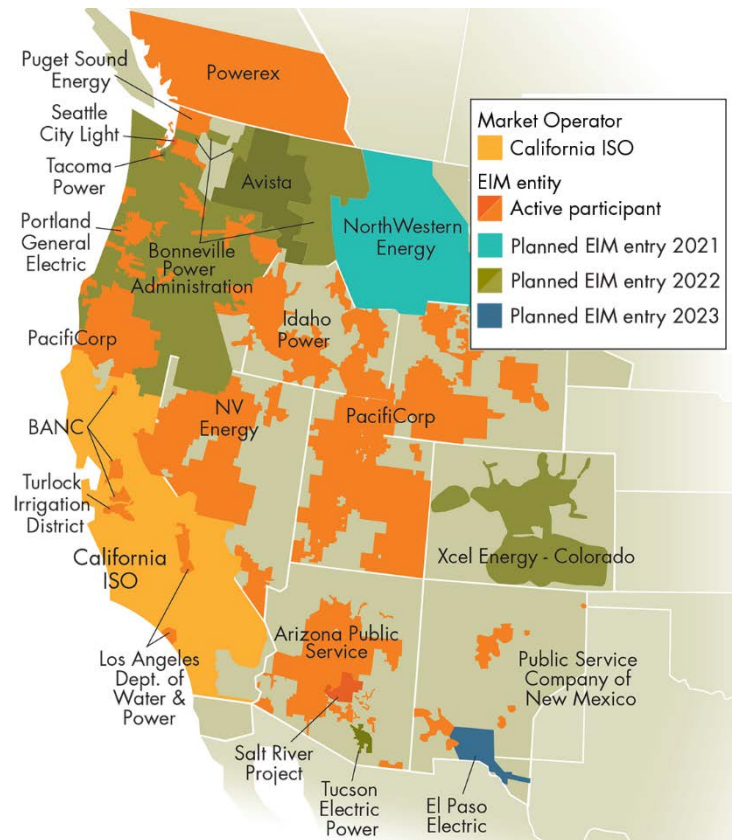 Puget Sound
Energy
Powerex
Seattle
City Light
Tacoma
Power
Avista
Portland
General
Electric
Bonneville
Power
Administration
NorthWestern
Energy
PacifiCorp
Idaho
Power
NV
Energy
PacifiCorp
BANC
Turlock
Irrigation
District
California
ISO
Xcel Energy - Colorado
Los Angeles
Dept. of
Water &
Power
Arizona Public
Service
Public Service
Company of
New Mexico
Salt River
Project
Tucson
Electric
Power
El Paso
Electric
Market Operator
California ISO
EIM entity
Active participant
Planned EIM entry 2021
Planned EIM entry 2022
Planned EIM entry 2023